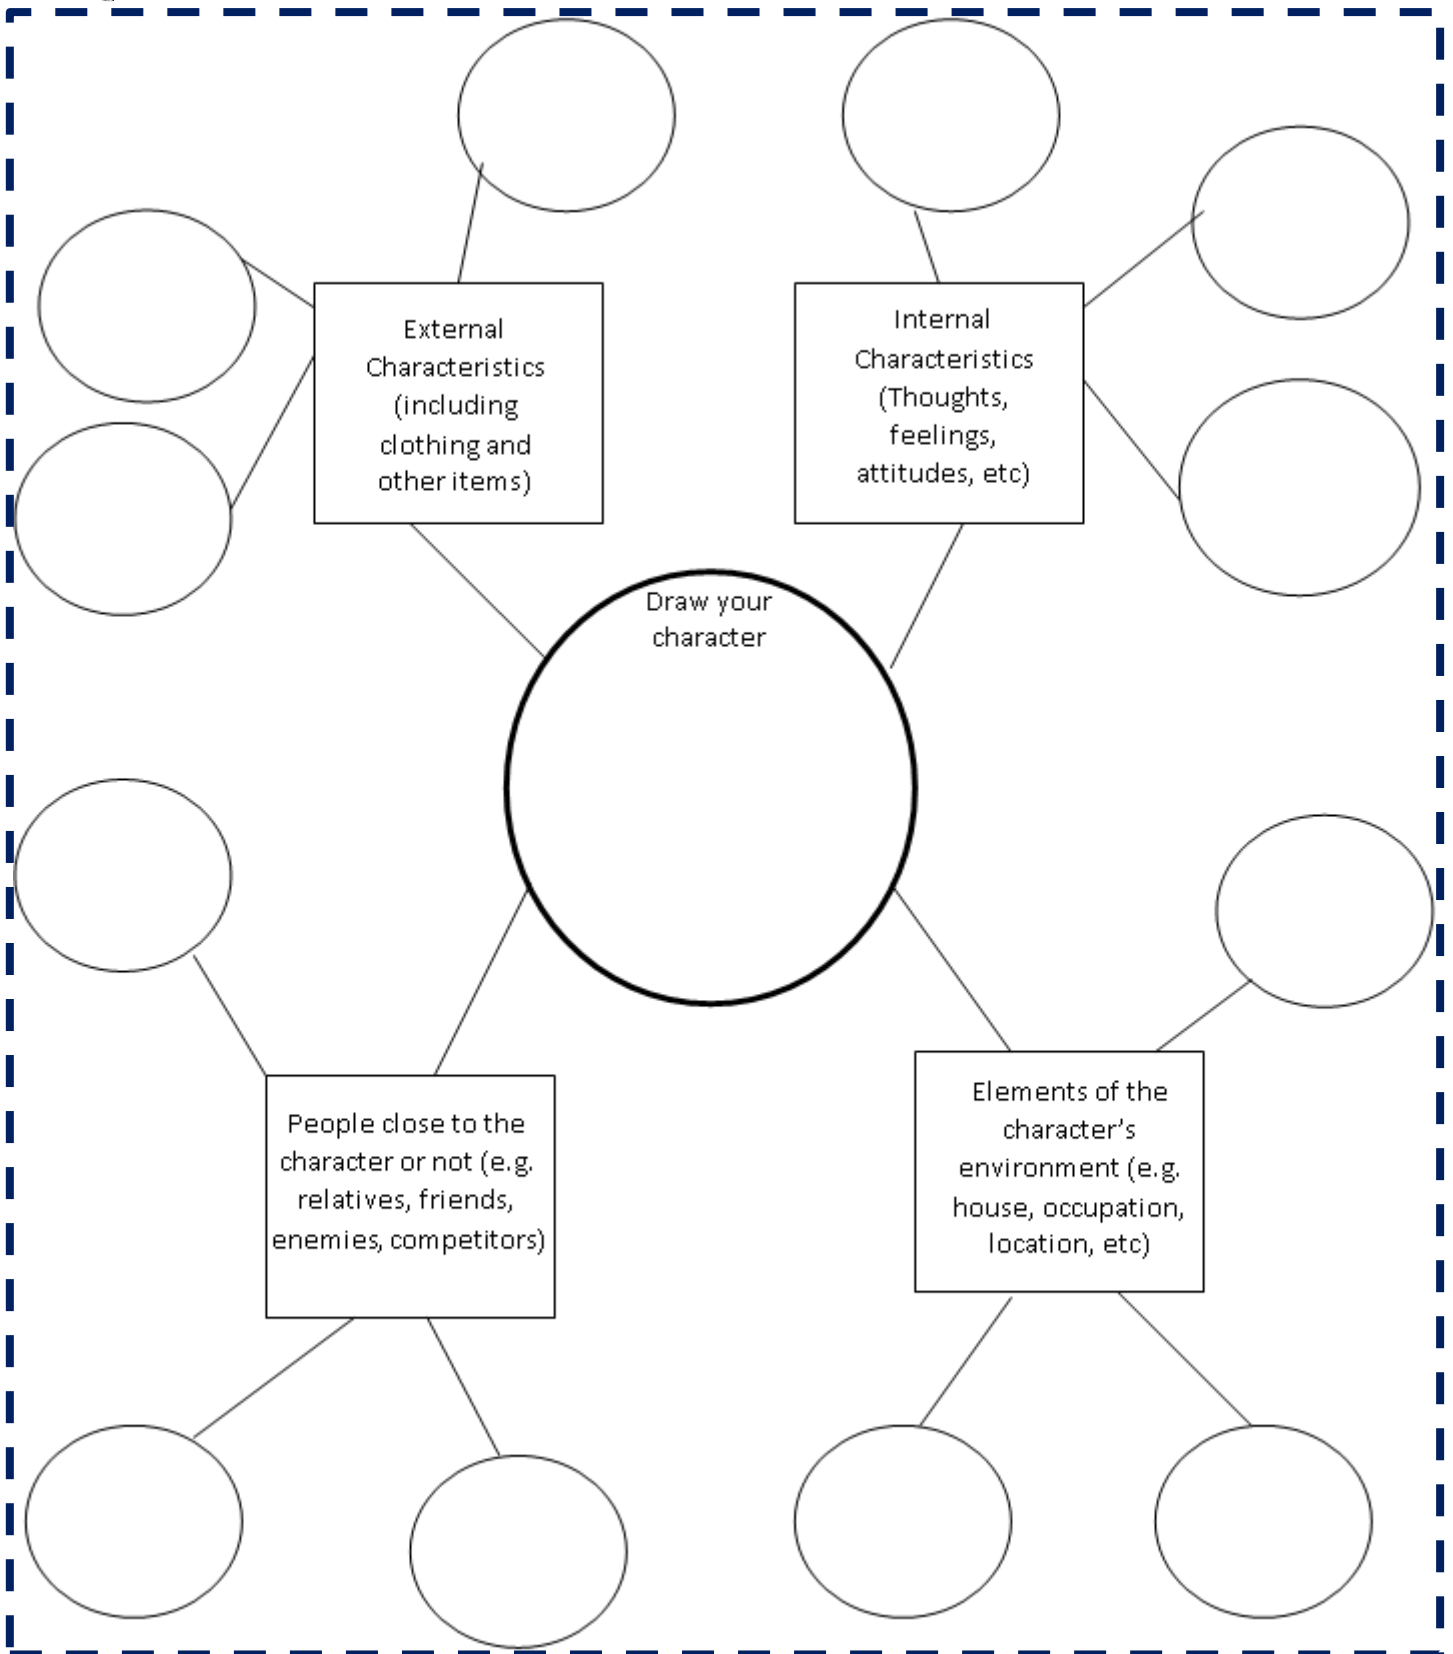 External
Characteristics
(including
clothing and
other items)
Internal
Characteristics
(Thoughts,
feelings,
attitudes, etc)
Draw your
character
People close to the
character or not (e.g.
relatives, friends,
enemies, competitors)
Elements of the
character's
environment (e.g.
house, occupation,
location, etc)